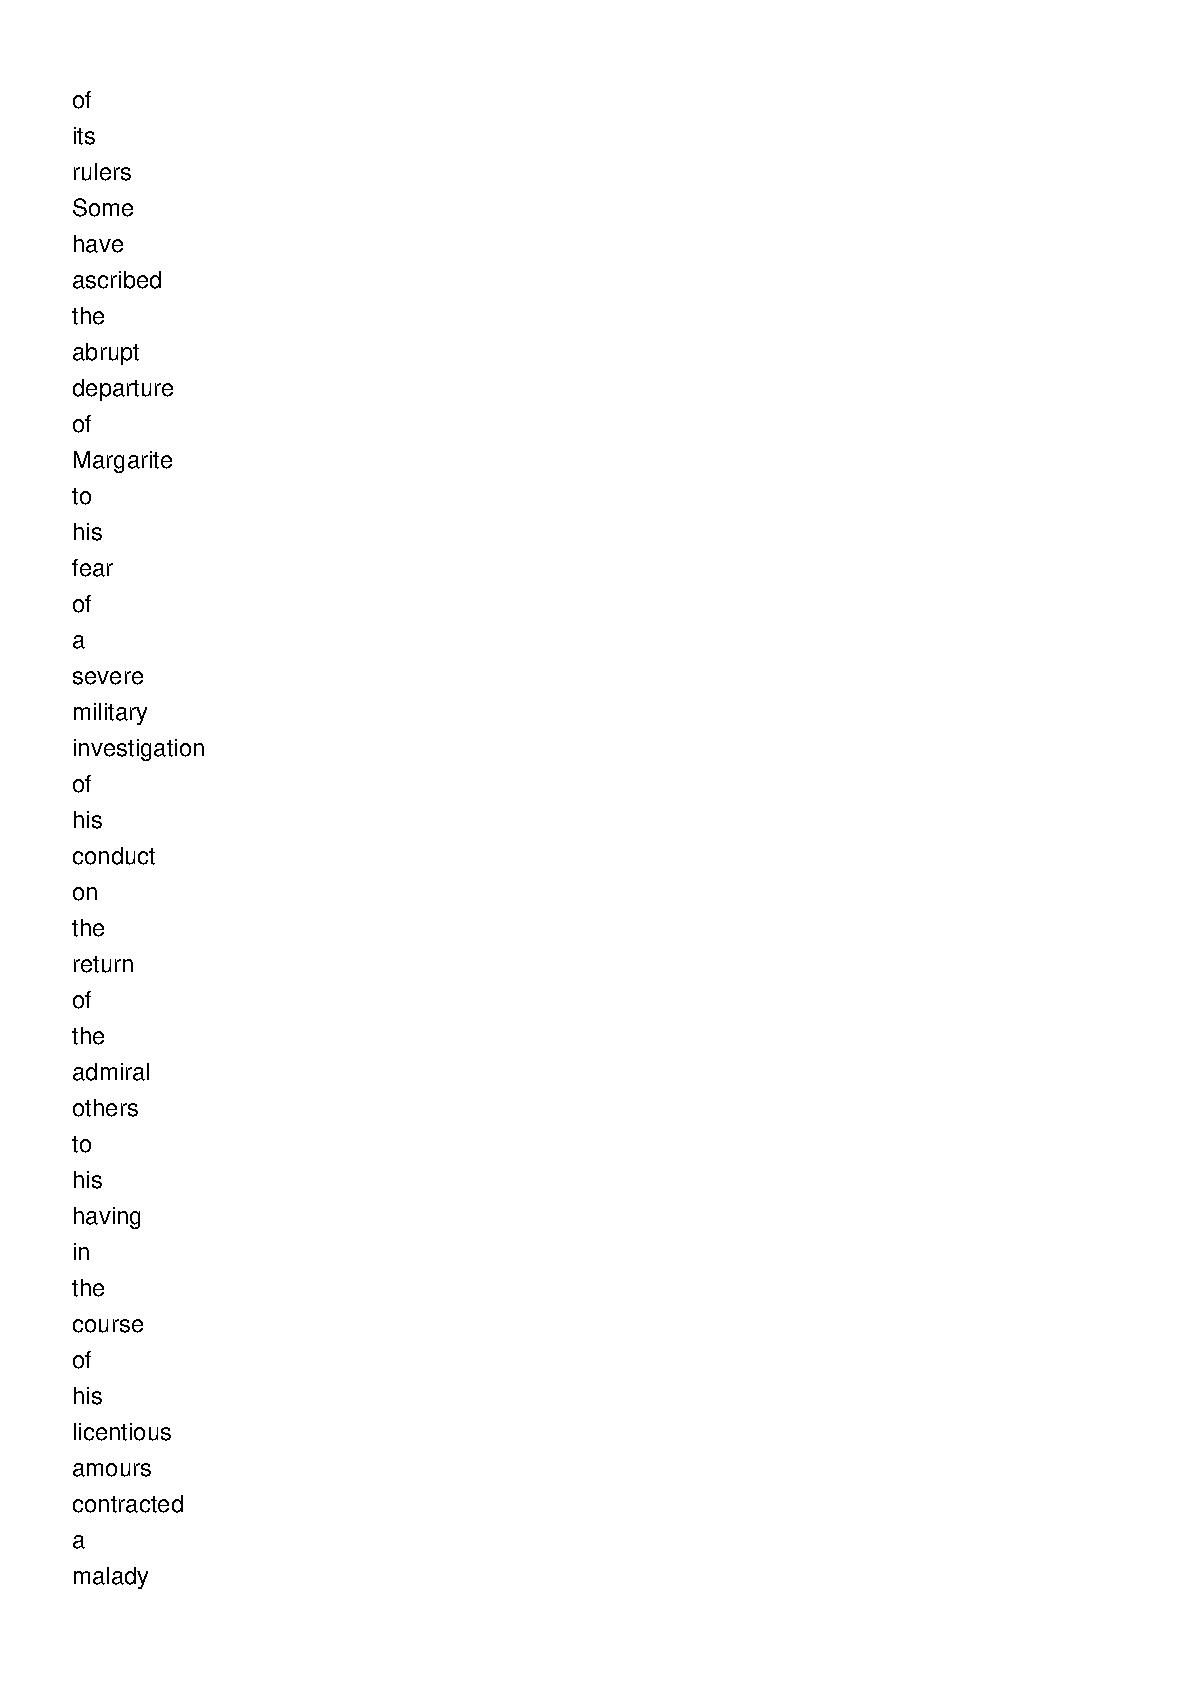 of
its
rulers
Some
have
ascribed
the
abrupt
departure
of
Margarite
to
his
fear
of
a
severe
military
investigation
of
his
conduct
on
the
return
of
the
admiral
others
to
his
having
in
the
course
of
his
licentious
amours
contracted
a
malady